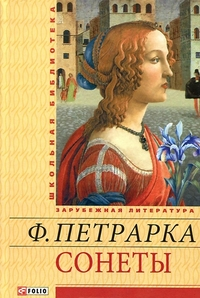 ШКОЛЬНАЯ БИБЛИОТЕКА
ЗАРУБЕЖНАЯ ЛИТЕРАТУРА
Ф. ПЕТРАРКА
СОНЕТЫ
FOLIO